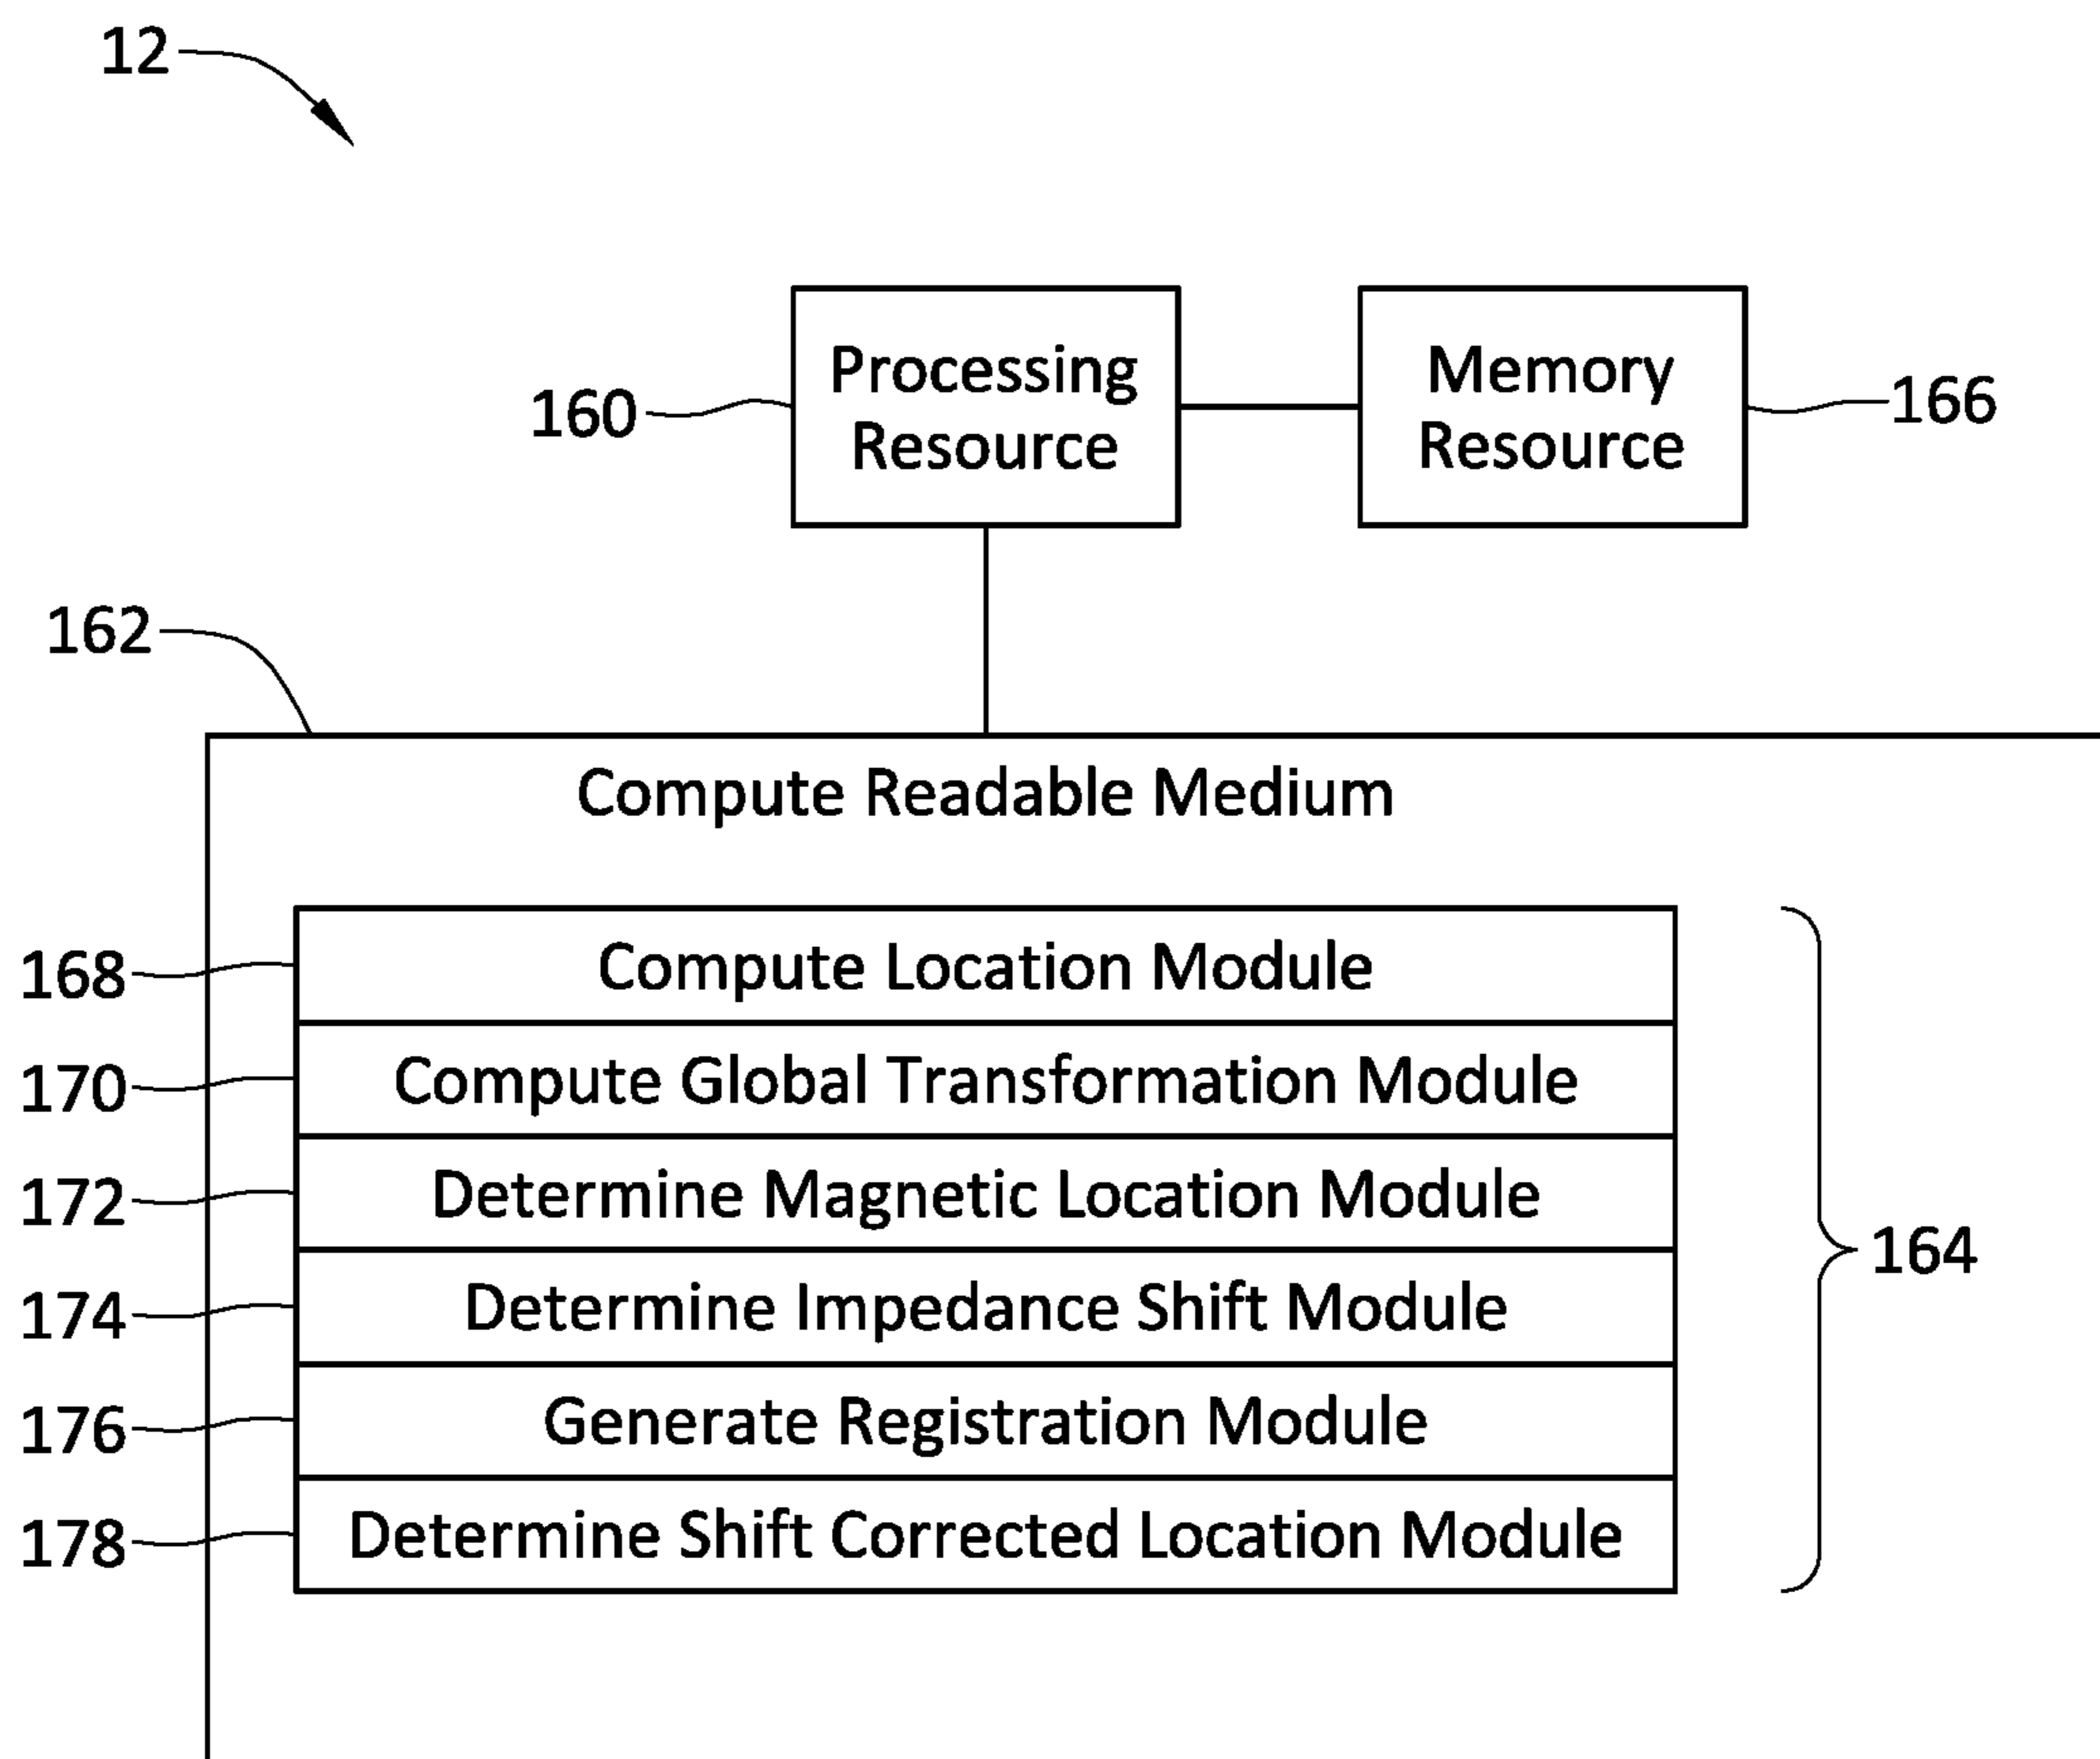 12
Processing
Resource
Memory
Resource
160
166
162
Compute Readable Medium
168
Compute Location Module
170
Compute Global Transformation Module
172
Determine Magnetic Location Module
164
174
Determine Impedance Shift Module
176
Generate Registration Module
178
Determine Shift Corrected Location Module